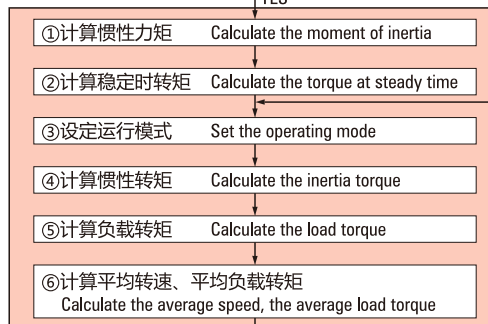 YES
①计算惯性力矩 Calculate the moment of inertia
②计算稳定时转矩 Calculate the torque at steady time
③设定运行模式 Set the operating mode
④计算惯性转矩 Calculate the inertia torque
⑤计算负载转矩 Calculate the load torque
⑥计算平均转速、平均负载转矩
Calculate the average speed, the average load torque